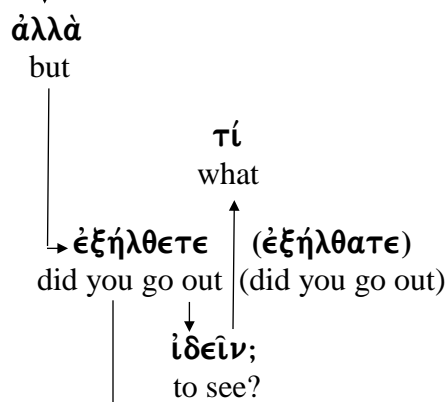 ἀλλὰ
but
τί
what
ἐξήλθετε (ἐξήλθατε)
did you go out (did you go out)
ἰδεῖν;
to see?